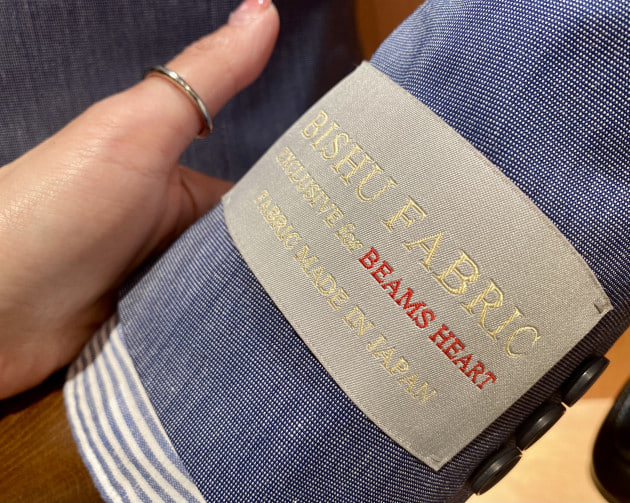 BISHU FABRIC
EXCLUSIVE for BEAMS HEART
FABRIC MADE IN JAPAN